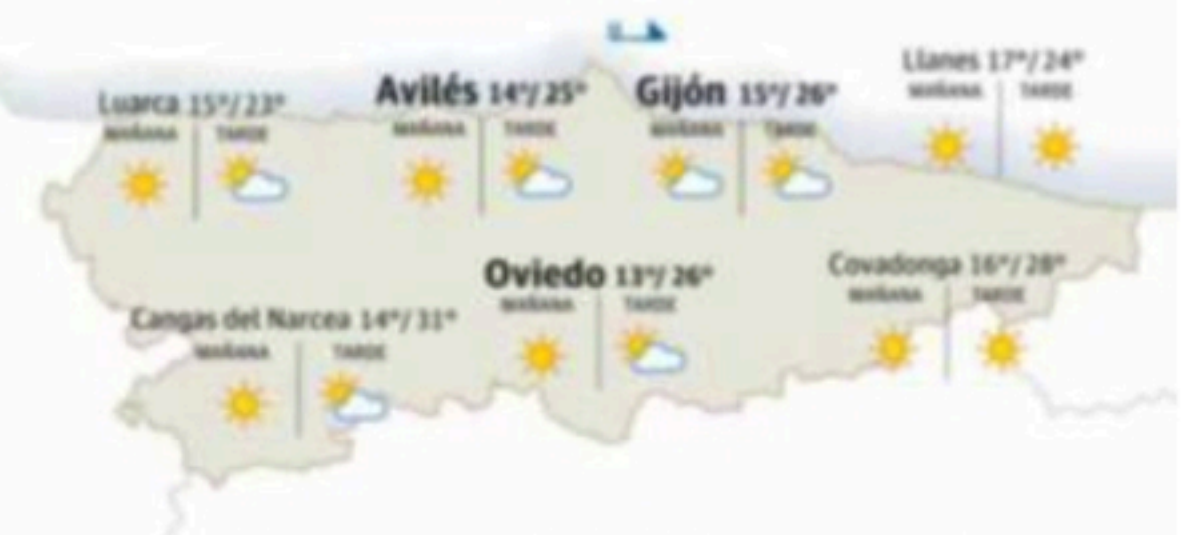 Llanes 17°/24°
MAÑANA TARDE
Avilés 14°/25°
MAÑANA TARDE
Gijón 15°/26°
MAÑANA TARDE
Luarca 15°/23°
MAÑANA TARDE
Covadonga 16°/28°
MAÑANA TARDE
Oviedo 13°/26°
MAÑANA TARDE
Cangas del Narcea 14°/31°
MAÑANA TARDE